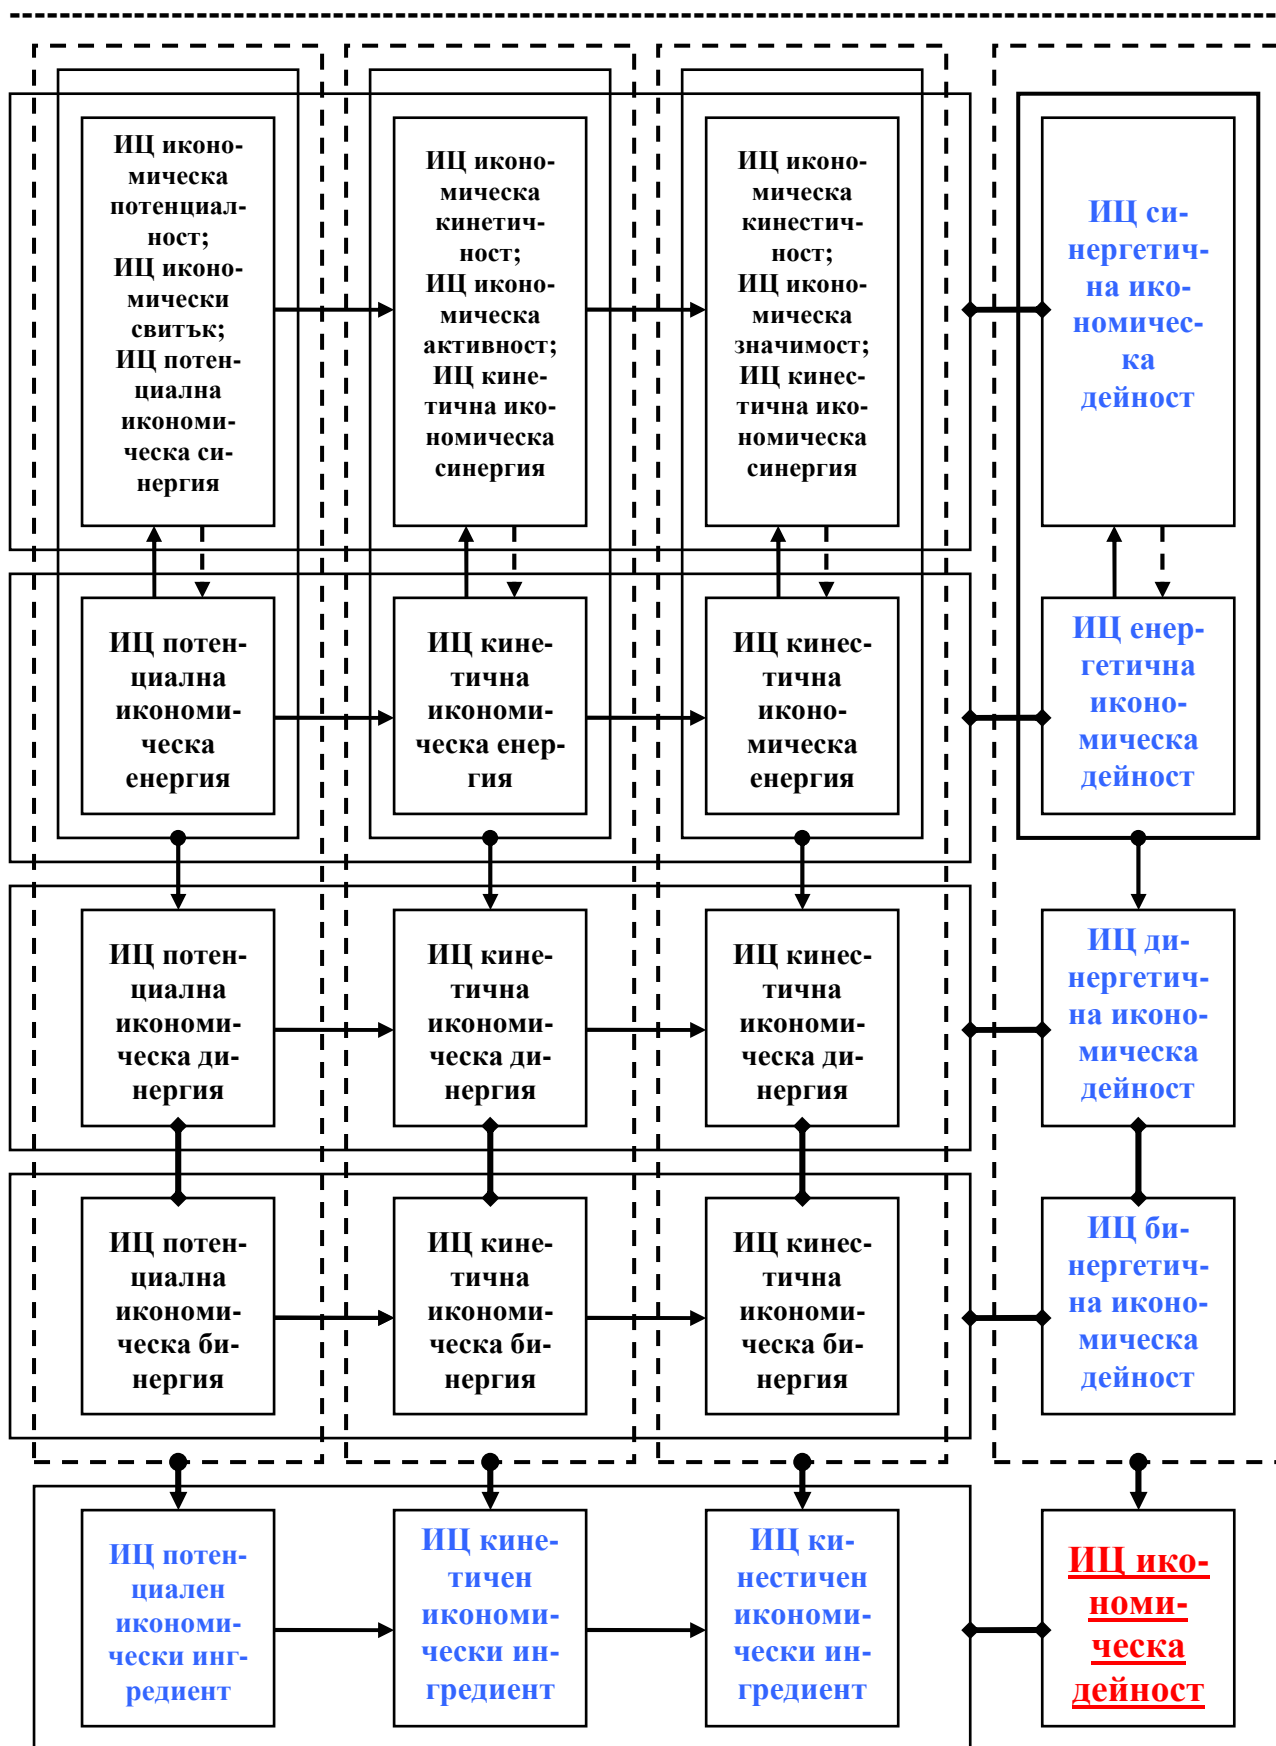 ИЦ иконо-
мическа
потенциал-
ност;
ИЦ иконо-
мически
свитък;
ИЦ потен-
циална
икономи-
ческа си-
нергия
ИЦ иконо-
мическа
кинетич-
ност;
ИЦ иконо-
мическа
активност;
ИЦ кине-
тична ико-
номическа
синергия
ИЦ иконо-
мическа
кинестич-
ност;
ИЦ иконо-
мическа
значимост;
ИЦ кинес-
тична ико-
номическа
синергия
ИЦ си-
нергетич-
на ико-
номичес-
ка
дейност
ИЦ потен-
циална
икономи-
ческа
енергия
ИЦ кине-
тична
икономи-
ческа енер-
гия
ИЦ кинес-
тична
иконо-
мическа
енергия
ИЦ енер-
гетична
иконо-
мическа
дейност
ИЦ потен-
циална
икономи-
ческа ди-
нергия
ИЦ кине-
тична
икономи-
ческа ди-
нергия
ИЦ кинес-
тична
икономи-
ческа ди-
нергия
ИЦ ди-
нергетич-
на иконо-
мическа
дейност
ИЦ потен-
циална
икономи-
ческа би-
нергия
ИЦ кине-
тична
икономи-
ческа би-
нергия
ИЦ кинес-
тична
икономи-
ческа би-
нергия
ИЦ би-
нергетич-
на иконо-
мическа
дейност
ИЦ потен-
циален
икономи-
чески инг-
редиент
ИЦ кине-
тичен
икономи-
чески ин-
гредиент
ИЦ ки-
нестичен
икономи-
чески ин-
гредиент
ИЦ ико-
номи-
ческа
дейност